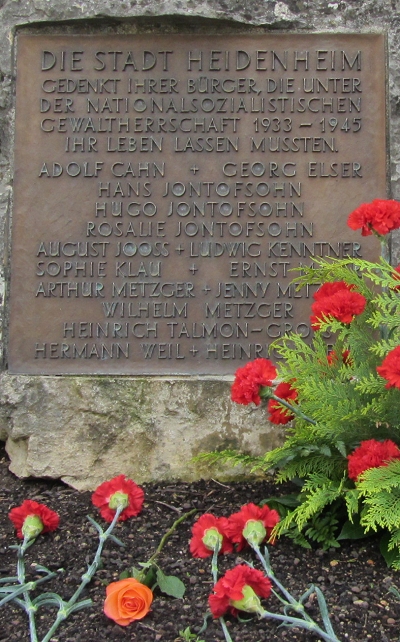 DIE STADT HEIDENHEIM
GEDENKT IHRER BÜRGER, DIE UNTER
DER NATIONALSOZIALISTISCHEN
GEWALTHERRSCHAFT 1933 – 1945
IHR LEBEN LASSEN MUSSTEN.
ADOLF CAHN + GEORG ELSER
HANS JONTOFSOHN
HUGO JONTOFSOHN
ROSALIE JONTOFSOHN
AUGUST JOOSS + LUDWIG KENNTNER
SOPHIE KLAU + ERNST
ARTHUR METZGER + JENNY
WILHELM METZGER
HEINRICH TALMON-
HERMANN WEIL +